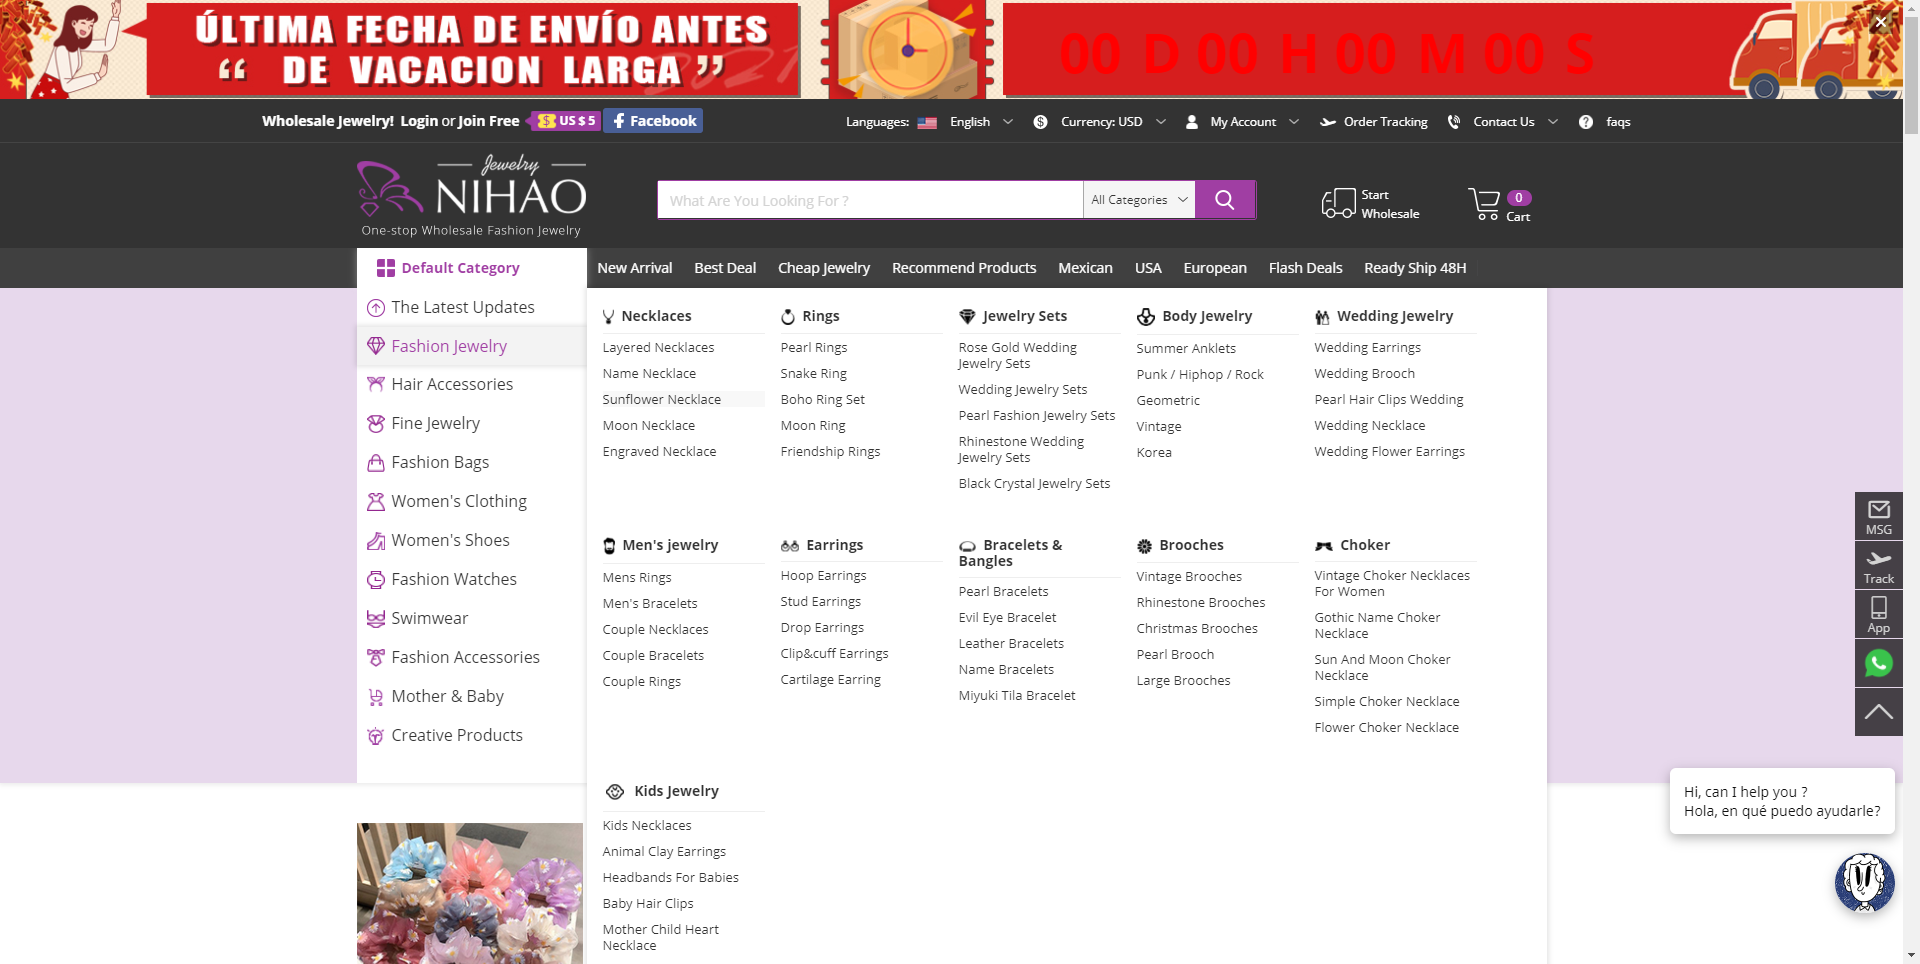 ÚLTIMA FECHA DE ENVÍO ANTES
“ DE VACACION LARGA ”
00 D 00 H 00 M 00 S
Wholesale Jewelry! Login or Join Free $ US $ 5 Facebook
Languages: English Currency: USD My Account Order Tracking Contact Us faqs
Jewelry
NIHAO
One-stop Wholesale Fashion Jewelry
What Are You Looking For ?
All Categories
Start
Wholesale
0
Cart
Default Category
New Arrival Best Deal Cheap Jewelry Recommend Products Mexican USA European Flash Deals Ready Ship 48H
The Latest Updates
Fashion Jewelry
Hair Accessories
Fine Jewelry
Fashion Bags
Women's Clothing
Women's Shoes
Fashion Watches
Swimwear
Fashion Accessories
Mother & Baby
Creative Products
Necklaces
Layered Necklaces
Name Necklace
Sunflower Necklace
Moon Necklace
Engraved Necklace
Rings
Pearl Rings
Snake Ring
Boho Ring Set
Moon Ring
Friendship Rings
Jewelry Sets
Rose Gold Wedding
Jewelry Sets
Wedding Jewelry Sets
Pearl Fashion Jewelry Sets
Rhinestone Wedding
Jewelry Sets
Black Crystal Jewelry Sets
Body Jewelry
Summer Anklets
Punk / Hiphop / Rock
Geometric
Vintage
Korea
Wedding Jewelry
Wedding Earrings
Wedding Brooch
Pearl Hair Clips Wedding
Wedding Necklace
Wedding Flower Earrings
Men's jewelry
Mens Rings
Men's Bracelets
Couple Necklaces
Couple Bracelets
Couple Rings
Earrings
Hoop Earrings
Stud Earrings
Drop Earrings
Clip&cuff Earrings
Cartilage Earring
Bracelets &
Bangles
Pearl Bracelets
Evil Eye Bracelet
Leather Bracelets
Name Bracelets
Miyuki Tila Bracelet
Brooches
Vintage Brooches
Rhinestone Brooches
Christmas Brooches
Pearl Brooch
Large Brooches
Choker
Vintage Choker Necklaces
For Women
Gothic Name Choker
Necklace
Sun And Moon Choker
Necklace
Simple Choker Necklace
Flower Choker Necklace
Kids Jewelry
Kids Necklaces
Animal Clay Earrings
Headbands For Babies
Baby Hair Clips
Mother Child Heart
Necklace
MSG
Track
App
Hi, can I help you ?
Hola, en qué puedo ayudarle?